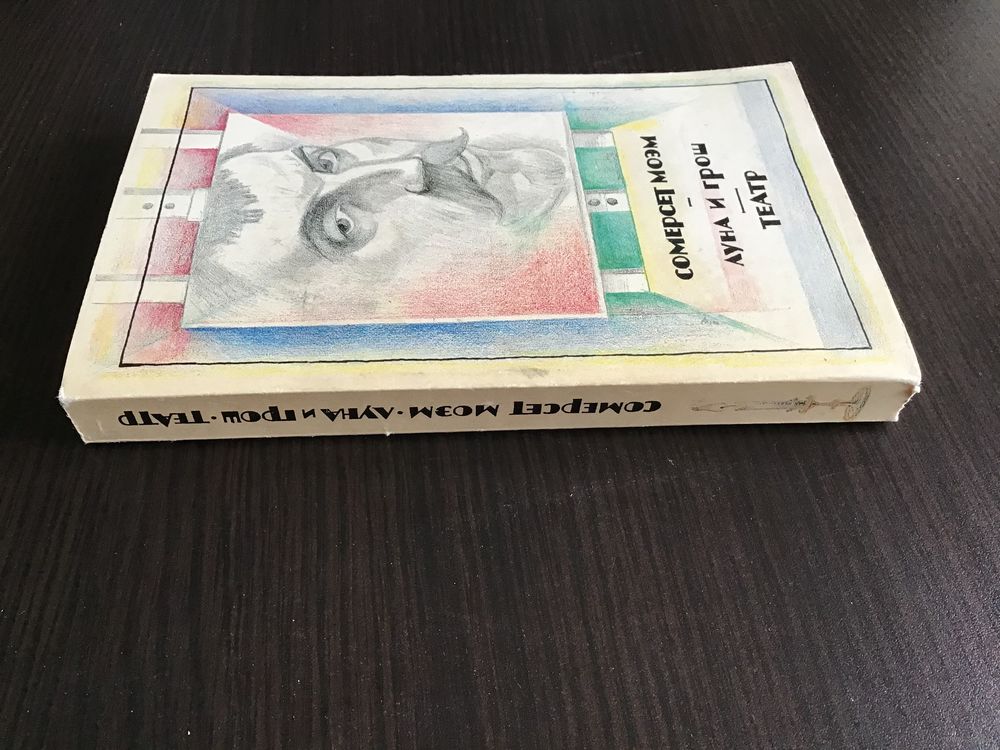 СОМЕРСЕТ МОЭМ
–
ЛУНА И ГРОШ
–
ТЕАТР
СОМЕРСЕТ МОЭМ · ЛУНА И ГРОШ · ТЕАТР